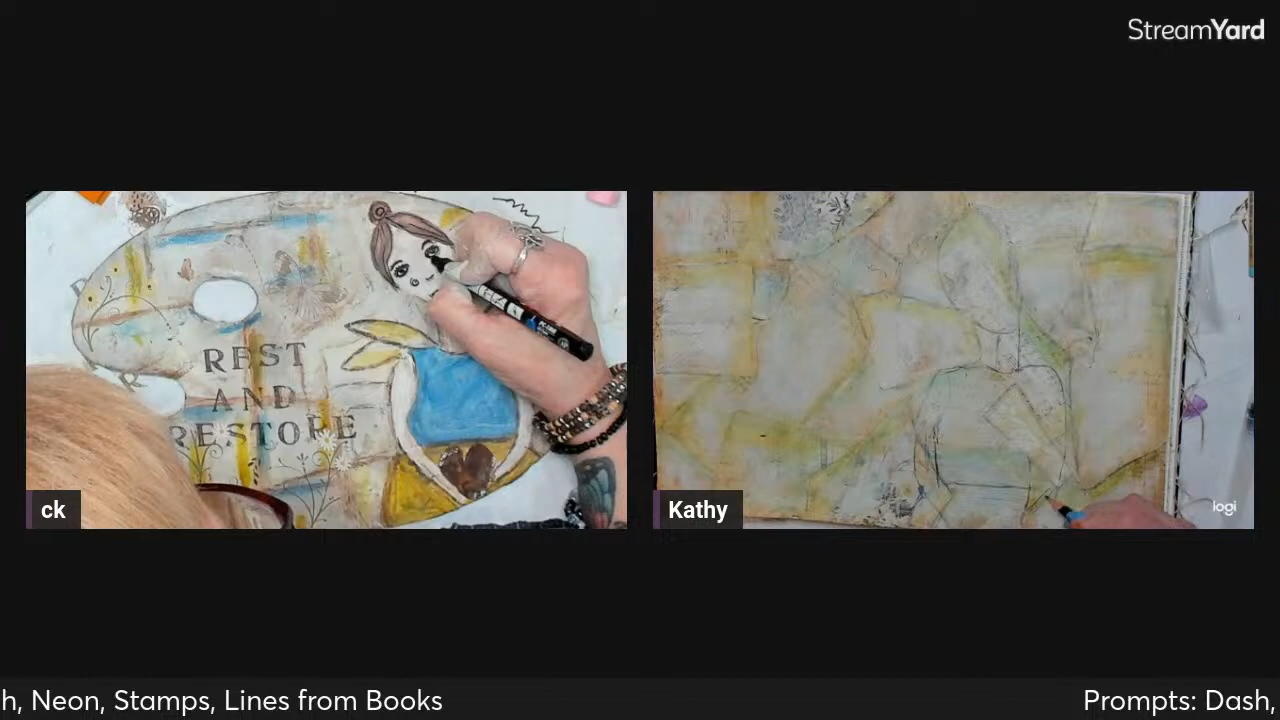 StreamYard
REST
AND
RESTORE
ck
Kathy
logi
h, Neon, Stamps, Lines from Books
Prompts: Dash,